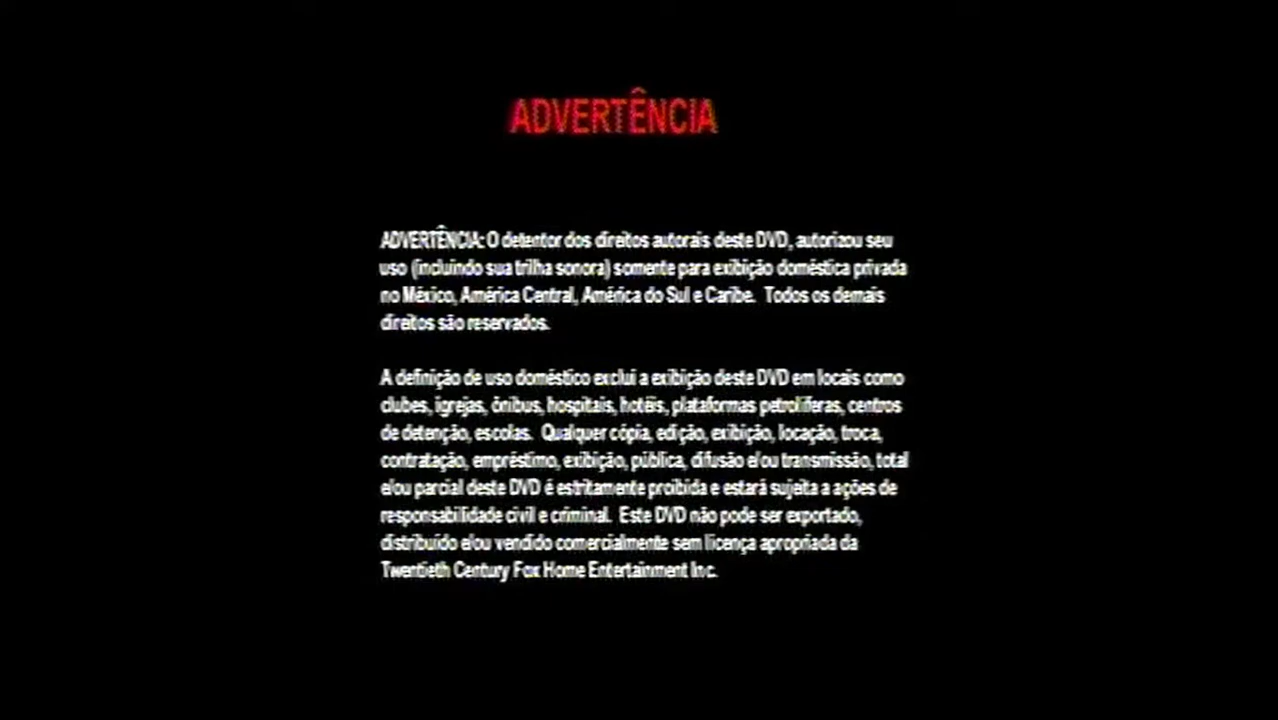 ADVERTÊNCIA
ADVERTÊNCIA: O detentor dos direitos autorais deste DVD, autorizou seu
uso (incluindo sua trilha sonora) somente para exibição doméstica privada
no México, América Central, América do Sul e Caribe. Todos os demais
direitos são reservados.
A definição de uso doméstico exclui a exibição deste DVD em locais como
clubes, igrejas, ônibus, hospitais, hotéis, plataformas petrolíferas, centros
de detenção, escolas. Qualquer cópia, edição, exibição, locação, troca,
contratação, empréstimo, exibição, pública, difusão e/ou transmissão, total
e/ou parcial deste DVD é estritamente proibida e estará sujeita a ações de
responsabilidade civil e criminal. Este DVD não pode ser exportado,
distribuído e/ou vendido comercialmente sem licença apropriada da
Twentieth Century Fox Home Entertainment Inc.